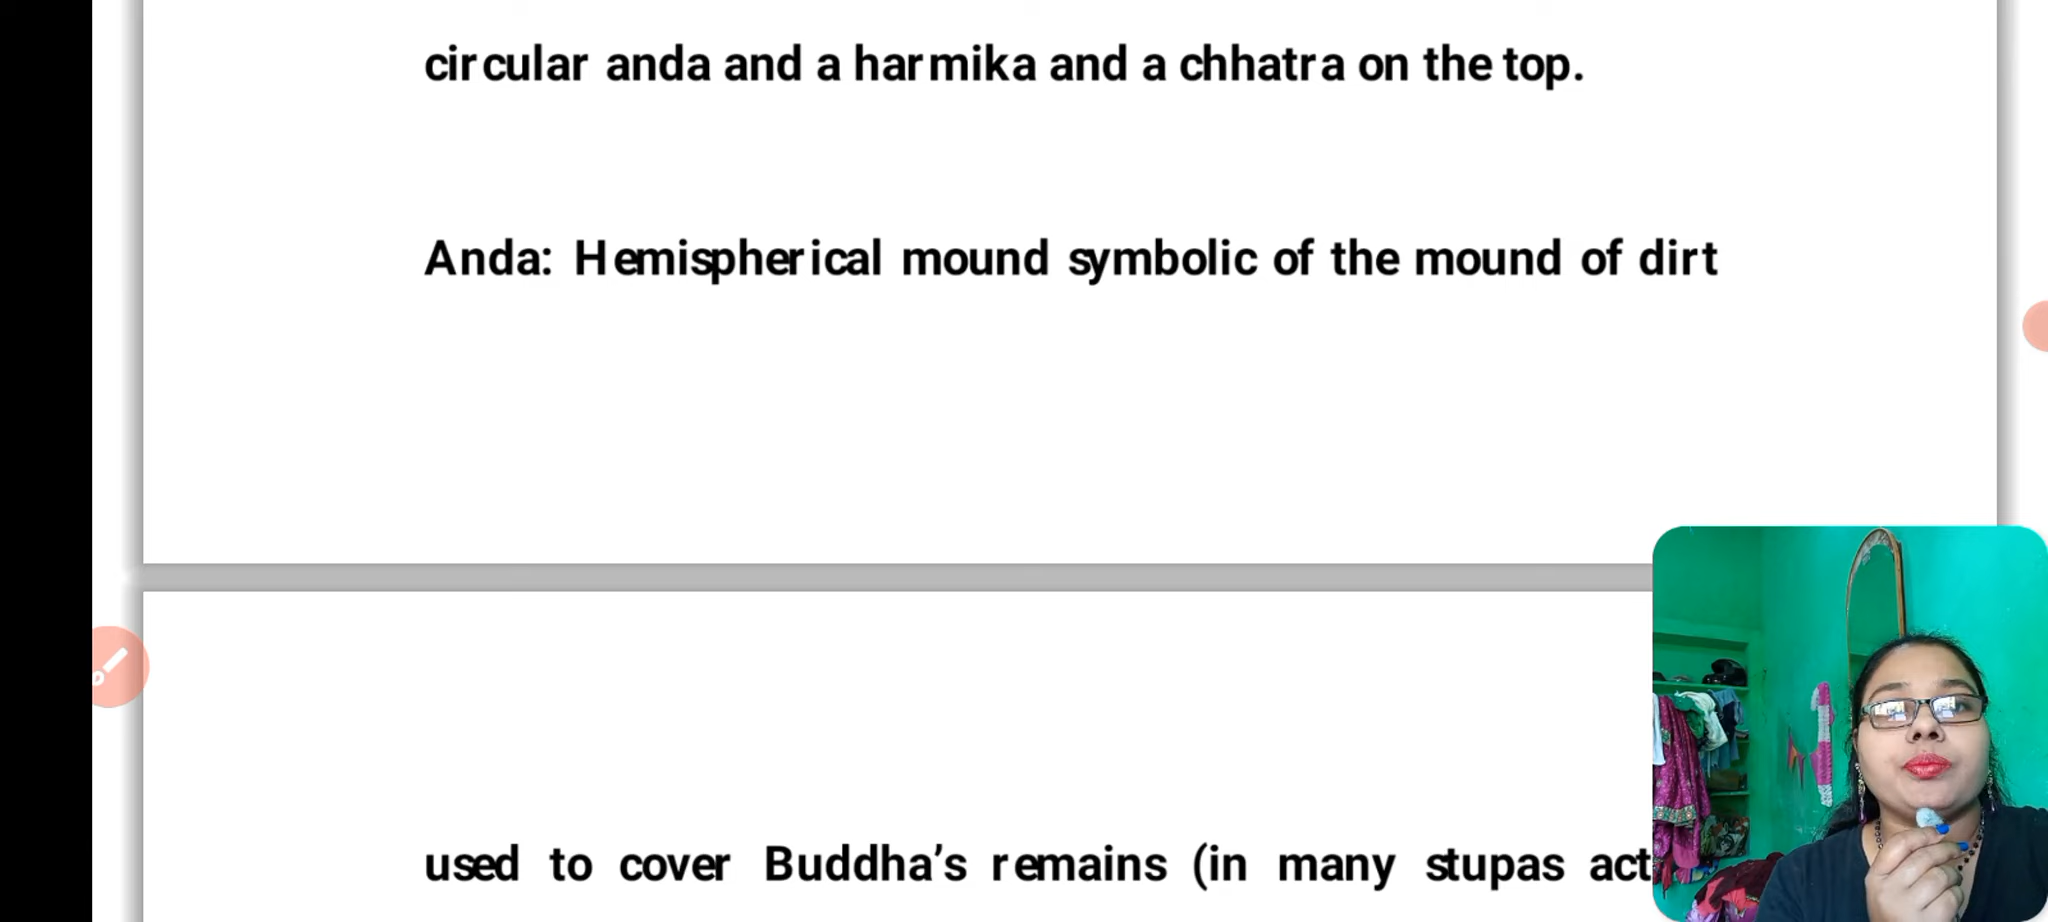 circular anda and a harmika and a chhatra on the top.
Anda: Hemispherical mound symbolic of the mound of dirt
used to cover Buddha’s remains (in many stupas act